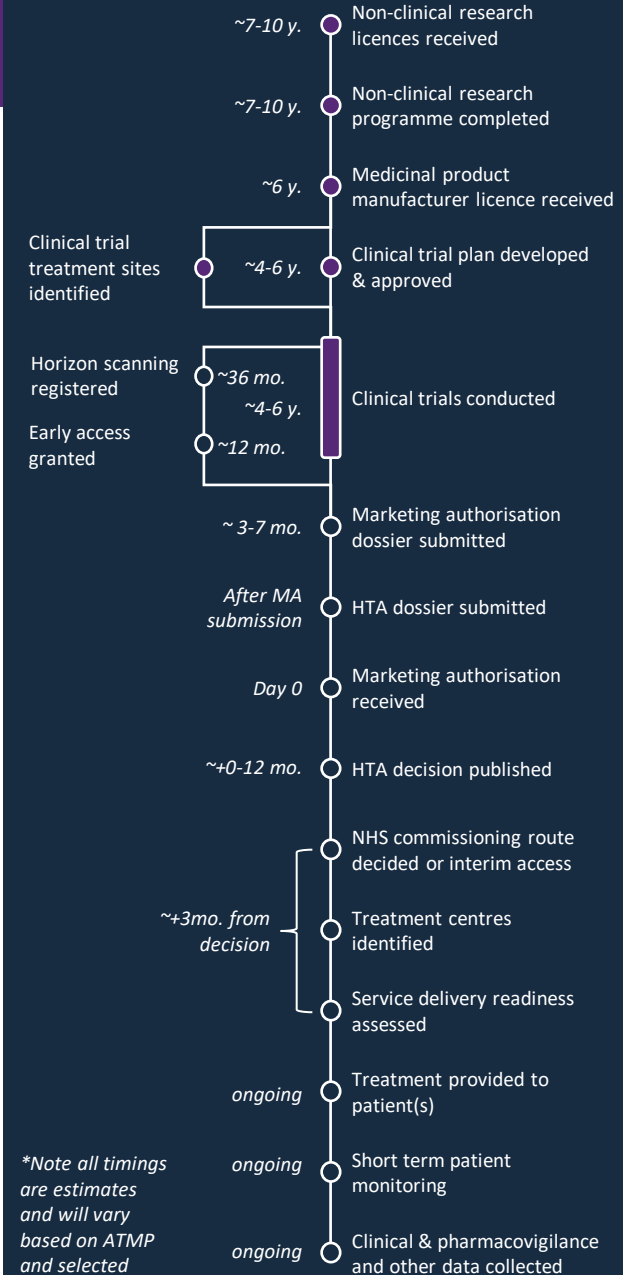 ~7-10 y.
Non-clinical research
licences received
~7-10 y.
Non-clinical research
programme completed
~6 y.
Medicinal product
manufacturer licence received
Clinical trial
treatment sites
identified
~4-6 y.
Clinical trial plan developed
& approved
Horizon scanning
registered
~36 mo.
~4-6 y.
Clinical trials conducted
Early access
granted
~12 mo.
~ 3-7 mo.
Marketing authorisation
dossier submitted
After MA
submission
HTA dossier submitted
Day 0
Marketing authorisation
received
~+0-12 mo.
HTA decision published
NHS commissioning route
decided or interim access
~+3mo. from
decision
Treatment centres
identified
Service delivery readiness
assessed
ongoing
Treatment provided to
patient(s)
ongoing
Short term patient
monitoring
ongoing
Clinical & pharmacovigilance
and other data collected
*Note all timings
are estimates
and will vary
based on ATMP
and selected